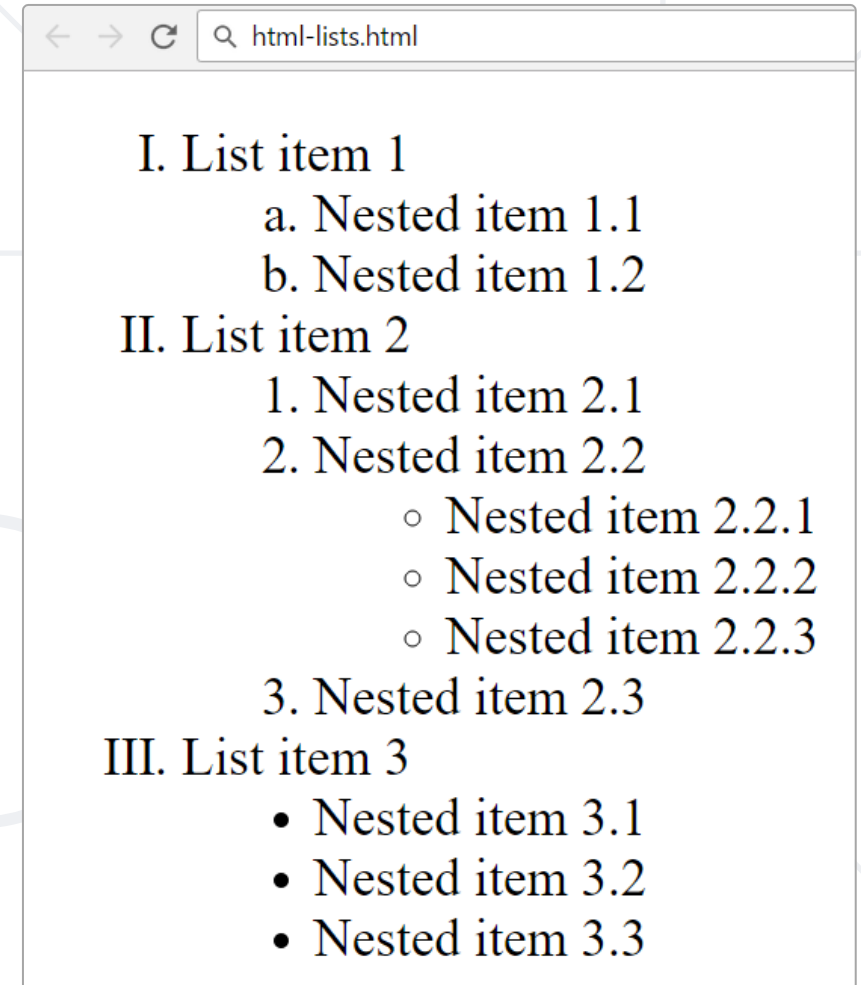 html-lists.html
I. List item 1
a. Nested item 1.1
b. Nested item 1.2
II. List item 2
1. Nested item 2.1
2. Nested item 2.2
○ Nested item 2.2.1
○ Nested item 2.2.2
○ Nested item 2.2.3
3. Nested item 2.3
III. List item 3
• Nested item 3.1
• Nested item 3.2
• Nested item 3.3